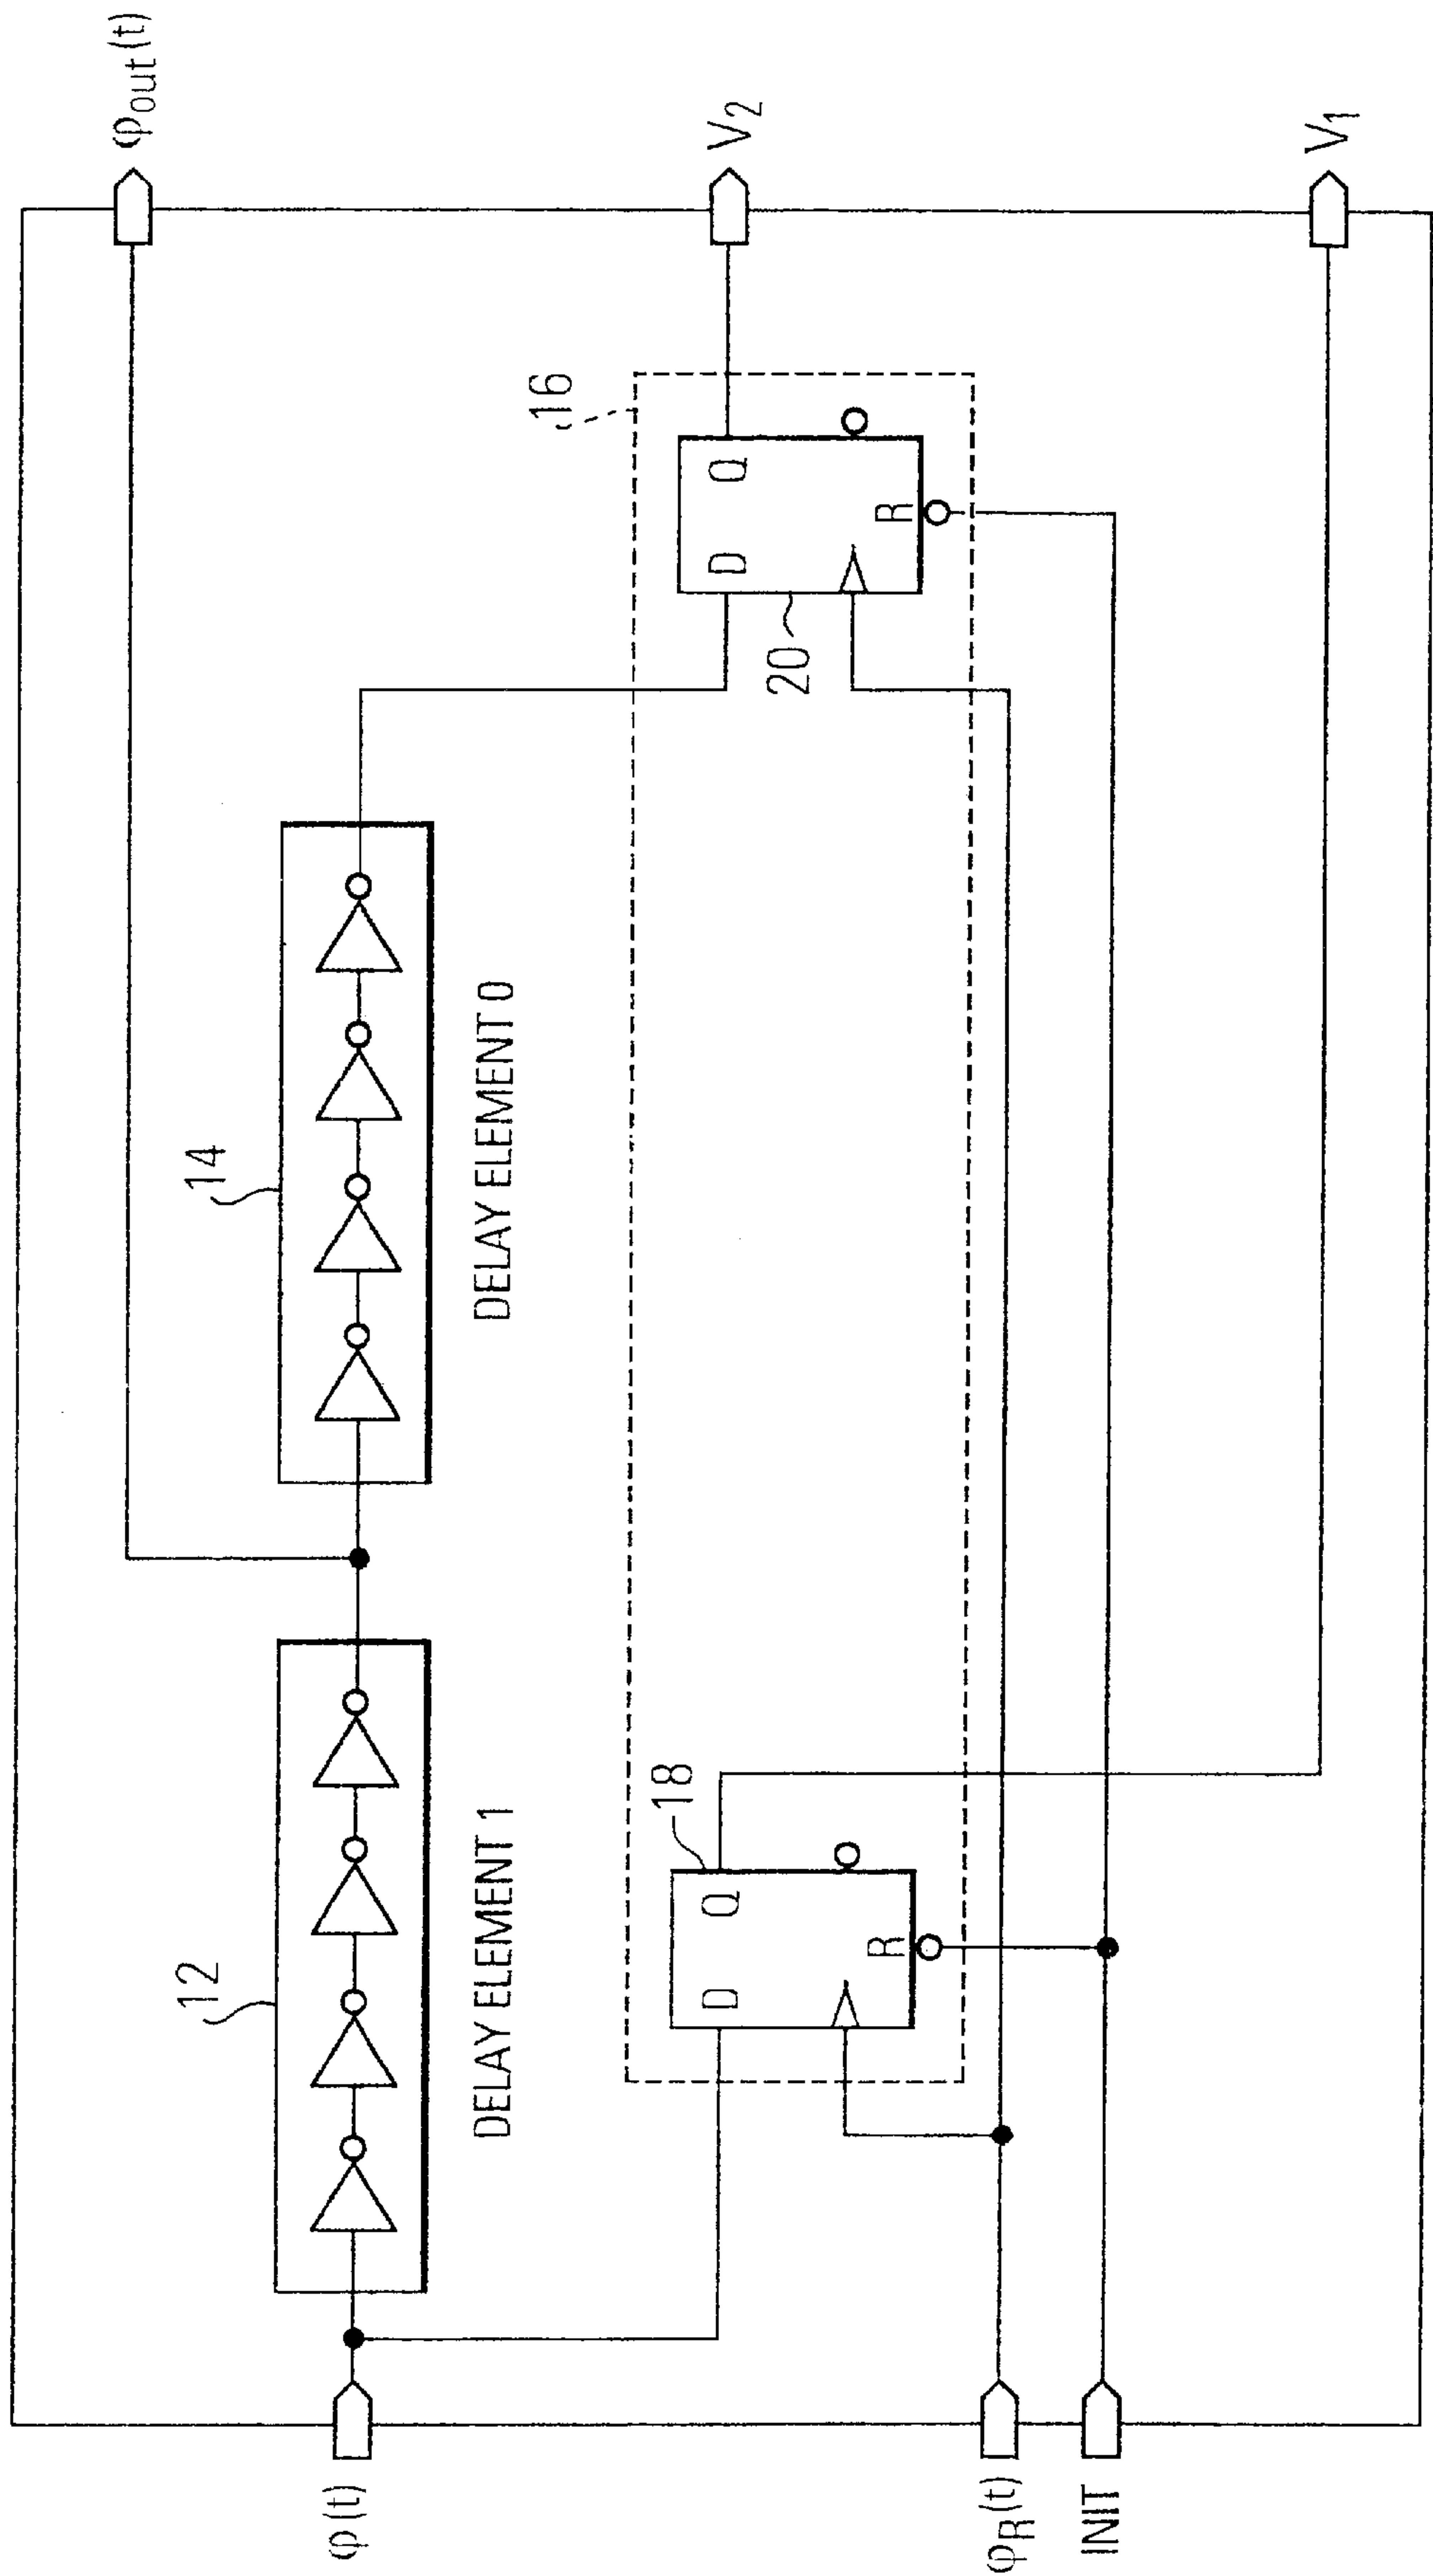 φout(t)
12
14
DELAY ELEMENT 1
DELAY ELEMENT 0
φ(t)
16
18
D Q
R
20
D Q
R
V2
φR(t)
INIT
V1